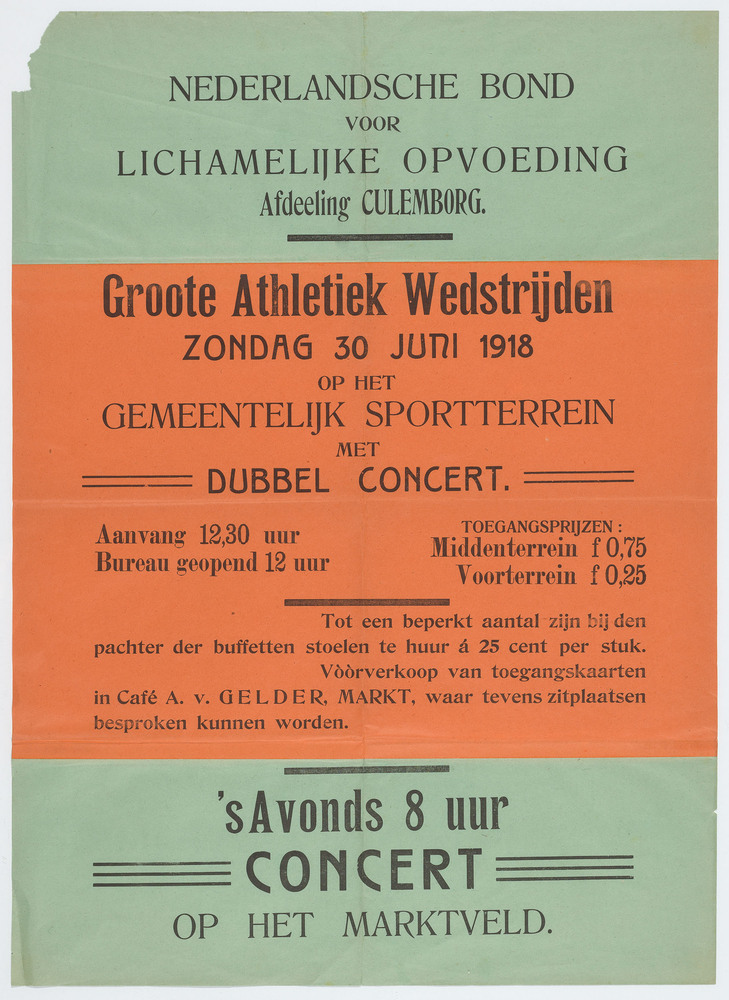 NEDERLANDSCHE BOND
VOOR
LICHAMELIJKE OPVOEDING
Afdeeling CULEMBORG.
Groote Athletiek Wedstrijden
ZONDAG 30 JUNI 1918
OP HET
GEMEENTELIJK SPORTTERREIN
MET
DUBBEL CONCERT.
Aanvang 12,30 uur
Bureau geopend 12 uur
TOEGANGSPRIJZEN :
Middenterrein f 0,75
Voorterrein f 0,25
Tot een beperkt aantal zijn bij den
pachter der buffetten stoelen te huur á 25 cent per stuk.
Vòòrverkoop van toegangskaarten
in Café A. v. GELDER, MARKT, waar tevens zitplaatsen
besproken kunnen worden.
's Avonds 8 uur
CONCERT
OP HET MARKTVELD.